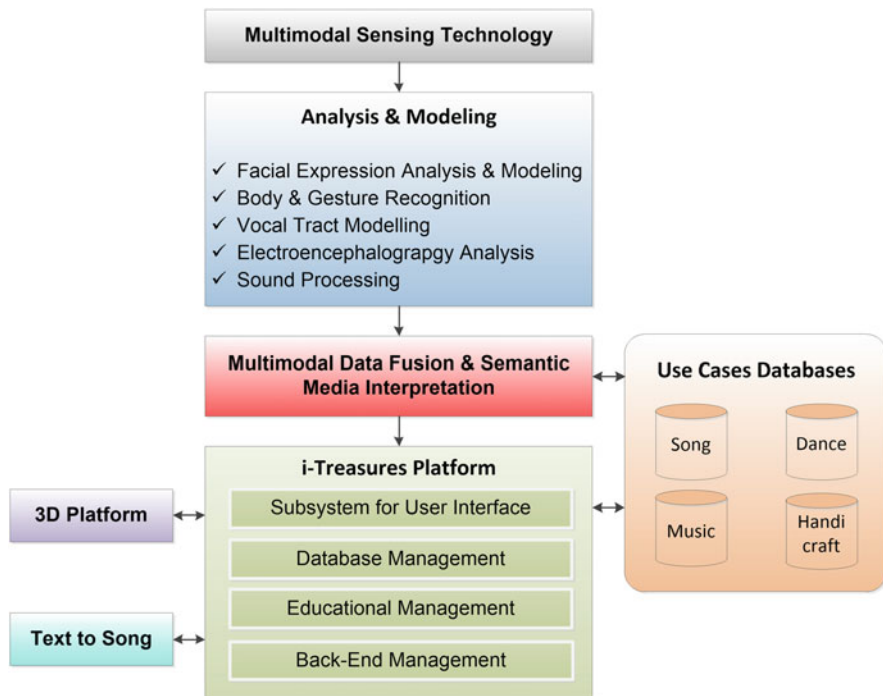 Multimodal Sensing Technology
Analysis & Modeling
✓ Facial Expression Analysis & Modeling
✓ Body & Gesture Recognition
✓ Vocal Tract Modelling
✓ Electroencephalograpgy Analysis
✓ Sound Processing
Multimodal Data Fusion & Semantic
Media Interpretation
Use Cases Databases
Song
Dance
Music
Handi
craft
i-Treasures Platform
Subsystem for User Interface
Database Management
Educational Management
Back-End Management
3D Platform
Text to Song